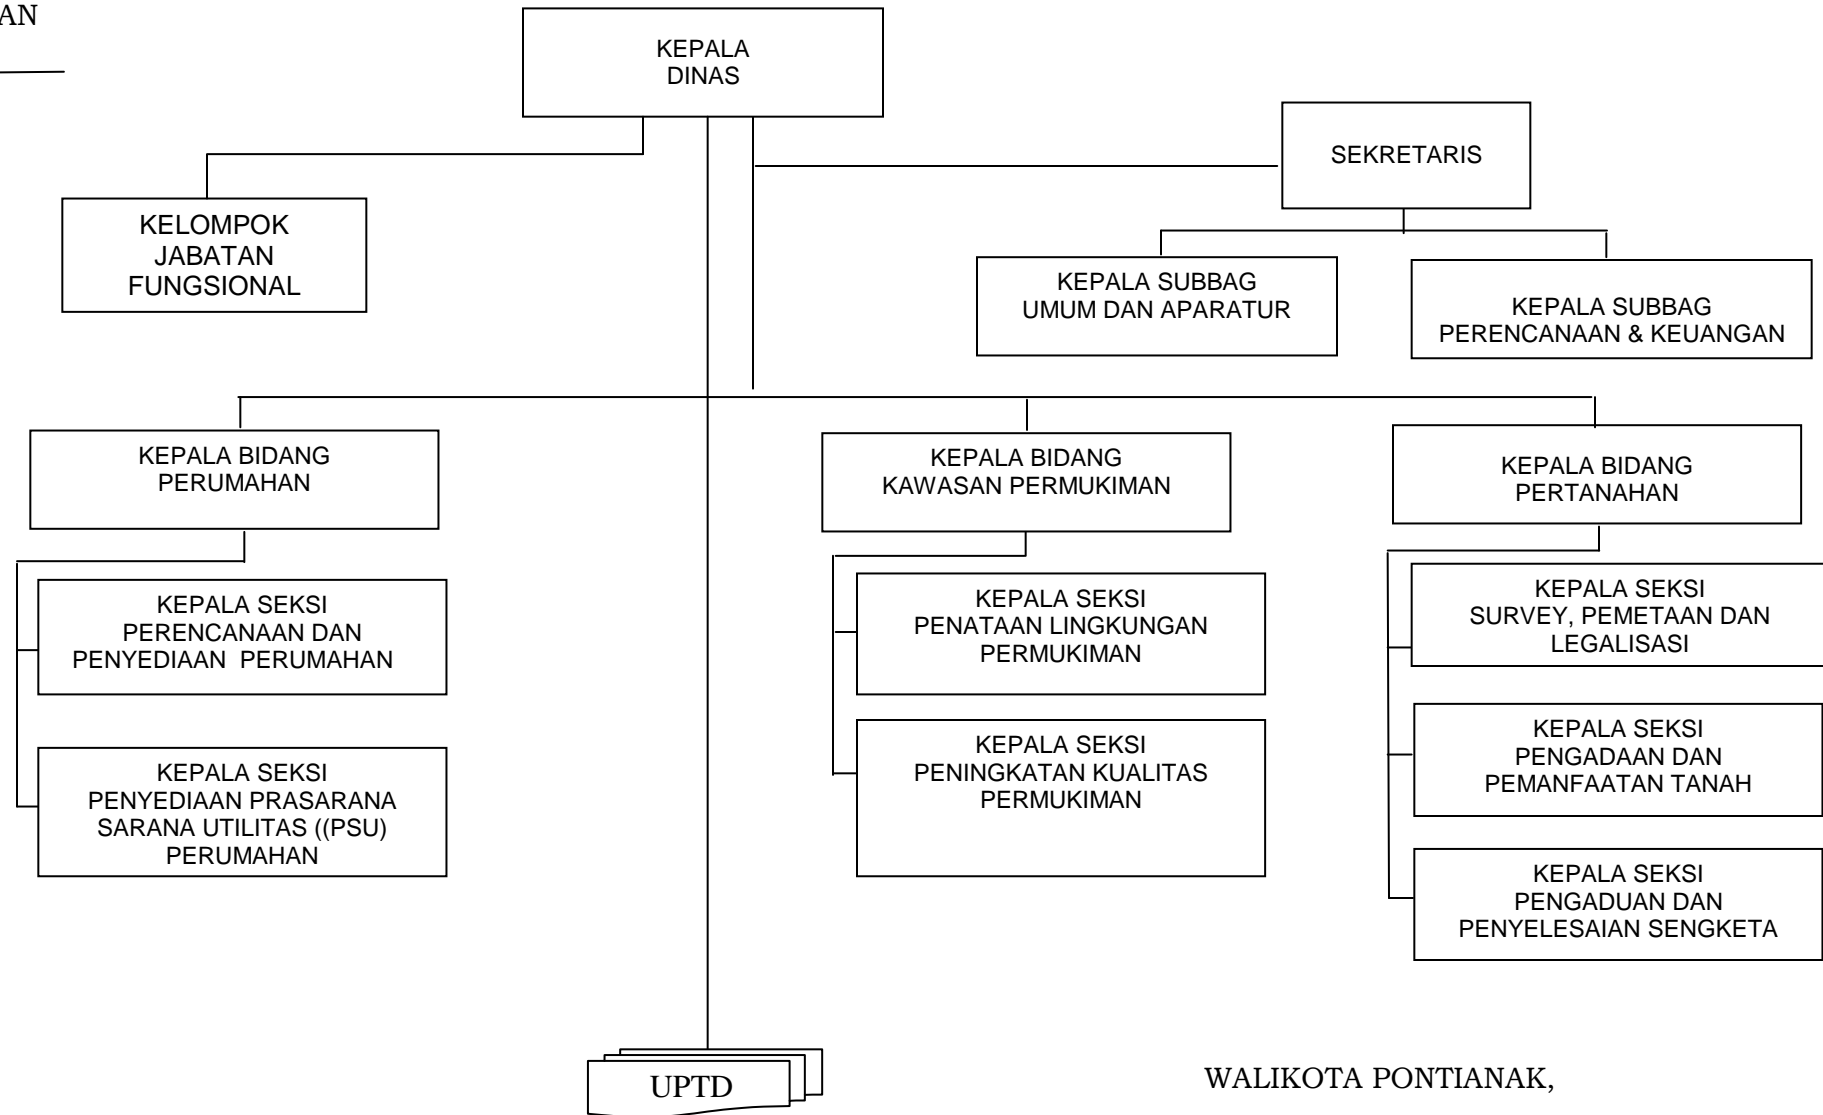 AN
KEPALA
DINAS
SEKRETARIS
KELOMPOK
JABATAN
FUNGSIONAL
KEPALA SUBBAG
UMUM DAN APARATUR
KEPALA SUBBAG
PERENCANAAN & KEUANGAN
KEPALA BIDANG
PERUMAHAN
KEPALA BIDANG
KAWASAN PERMUKIMAN
KEPALA BIDANG
PERTANAHAN
KEPALA SEKSI
PERENCANAAN DAN
PENYEDIAAN PERUMAHAN
KEPALA SEKSI
PENYEDIAAN PRASARANA
SARANA UTILITAS ((PSU)
PERUMAHAN
KEPALA SEKSI
PENATAAN LINGKUNGAN
PERMUKIMAN
KEPALA SEKSI
PENINGKATAN KUALITAS
PERMUKIMAN
KEPALA SEKSI
SURVEY, PEMETAAN DAN
LEGALISASI
KEPALA SEKSI
PENGADAAN DAN
PEMANFAATAN TANAH
KEPALA SEKSI
PENGADUAN DAN
PENYELESAIAN SENGKETA
UPTD
WALIKOTA PONTIANAK,